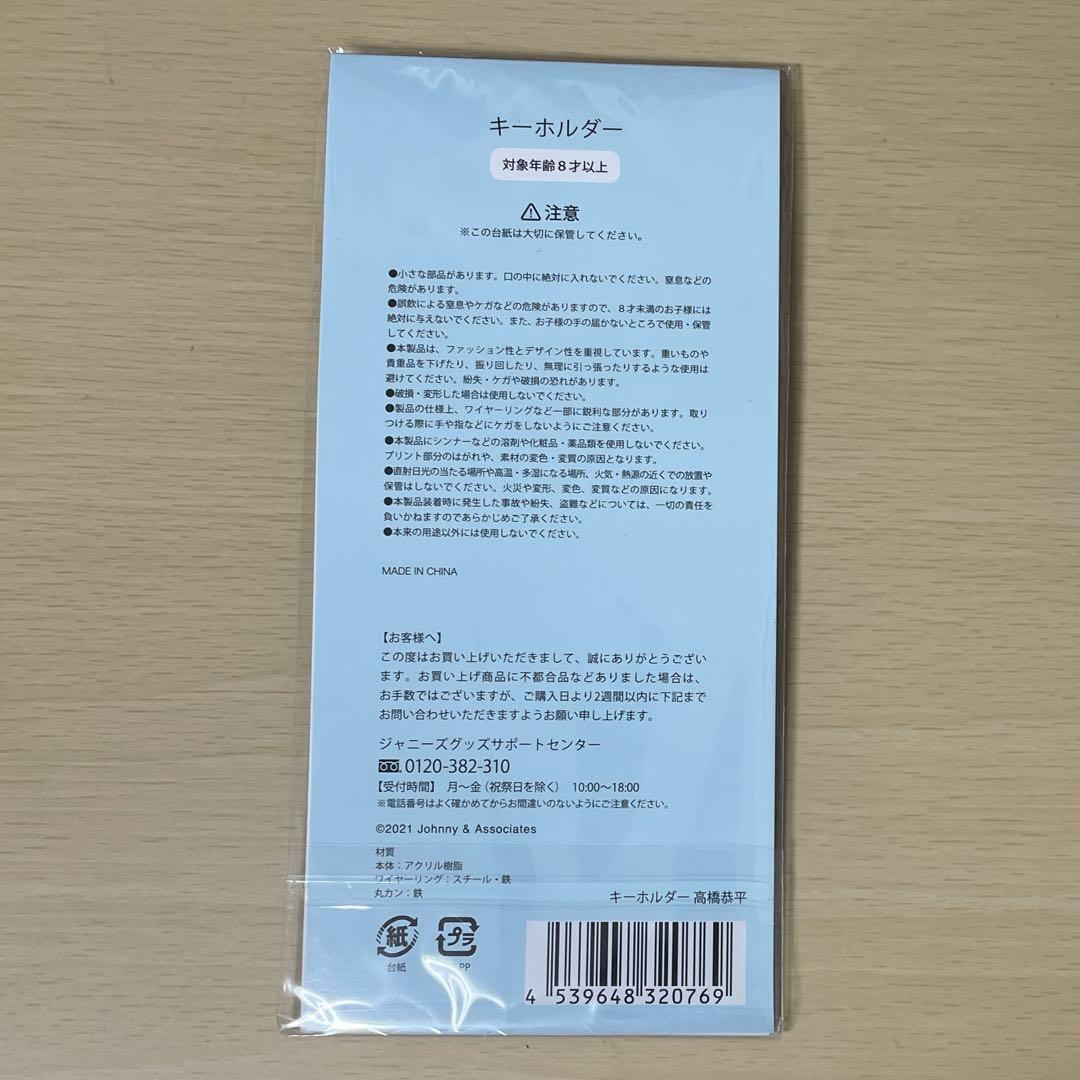 キーホルダー
対象年齢8才以上
⚠注意
※この台紙は大切に保管してください。
●小さな部品があります。口の中に絶対に入れないでください。窒息などの
危険があります。
●誤飲による窒息やケガなどの危険がありますので、8才未満のお子様には
絶対に与えないでください。また、お子様の手の届かないところで使用・保管
してください。
●本製品は、ファッション性とデザイン性を重視しています。重いものや
貴重品を下げたり、振り回したり、無理に引っ張ったりするような使用は
避けてください。紛失・ケガや破損の恐れがあります。
●破損・変形した場合は使用しないでください。
●製品の仕様上、ワイヤーリングなど一部に鋭利な部分があります。取り
つける際に手や指などにケガをしないようにご注意ください。
●本製品にシンナーなどの溶剤や化粧品・薬品類を使用しないでください。
プリント部分のはがれや、素材の変色・変質の原因となります。
●直射日光の当たる場所や高温・多湿になる場所、火気・熱源の近くでの放置や
保管はしないでください。火災や変形、変色、変質などの原因になります。
●本製品装着時に発生した事故や紛失、盗難などについては、一切の責任を
負いかねますのであらかじめご了承ください。
●本来の用途以外には使用しないでください。
MADE IN CHINA
【お客様へ】
この度はお買い上げいただきまして、誠にありがとうござい
ます。お買い上げ商品に不都合品などありました場合は、
お手数ではございますが、ご購入日より2週間以内に下記まで
お問い合わせいただきますようお願い申し上げます。
ジャニーズグッズサポートセンター
0120-382-310
【受付時間】 月〜金(祝祭日を除く) 10:00〜18:00
※電話番号はよく確かめてからお間違いのないようにご注意ください。
©2021 Johnny & Associates
材質
本体:アクリル樹脂
ワイヤーリング:スチール・鉄
丸カン:鉄
キーホルダー 高橋恭平
紙
台紙
プラ
PP
4 539648 320769